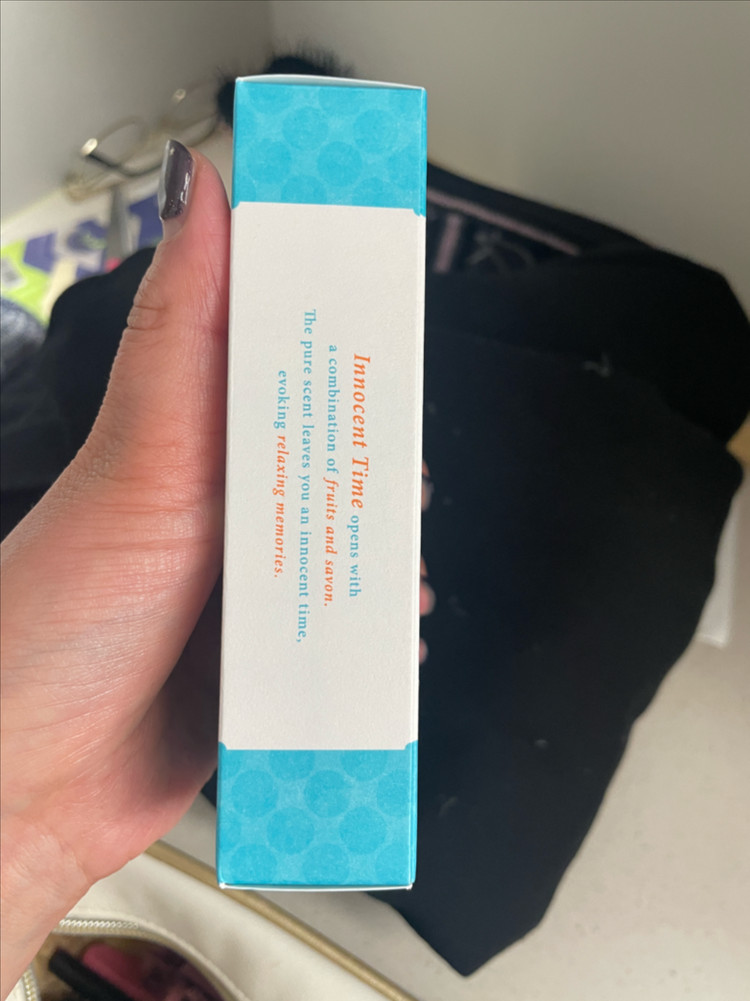 Innocent Time opens with
a combination of fruits and savon.
The pure scent leaves you an innocent time,
evoking relaxing memories.